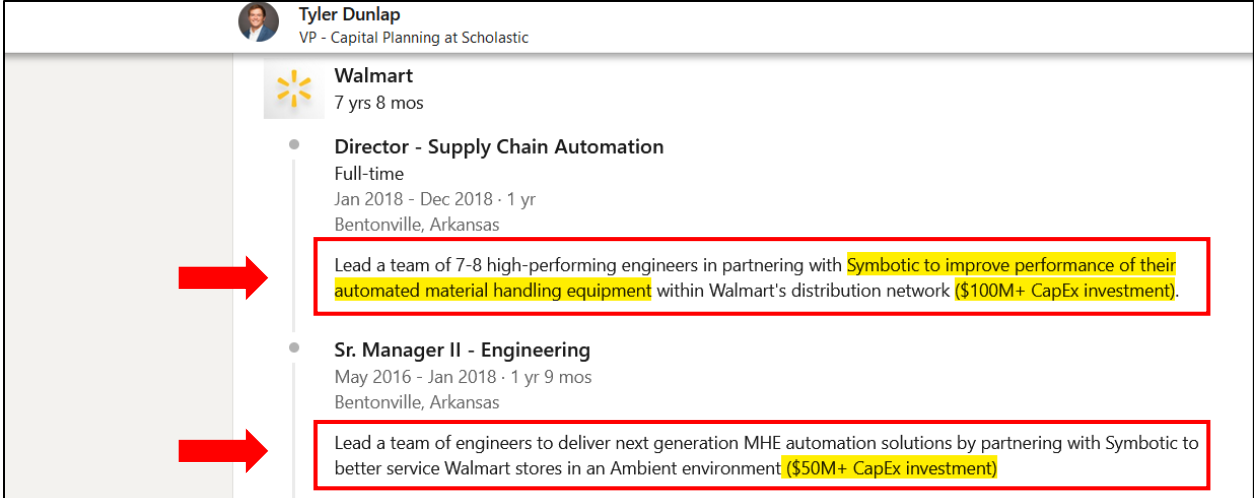 Tyler Dunlap
VP - Capital Planning at Scholastic
Walmart
7 yrs 8 mos
Director - Supply Chain Automation
Full-time
Jan 2018 - Dec 2018 · 1 yr
Bentonville, Arkansas
Lead a team of 7-8 high-performing engineers in partnering with Symbotic to improve performance of their
automated material handling equipment within Walmart's distribution network ($100M+ CapEx investment).
Sr. Manager II - Engineering
May 2016 - Jan 2018 · 1 yr 9 mos
Bentonville, Arkansas
Lead a team of engineers to deliver next generation MHE automation solutions by partnering with Symbotic to
better service Walmart stores in an Ambient environment ($50M+ CapEx investment)